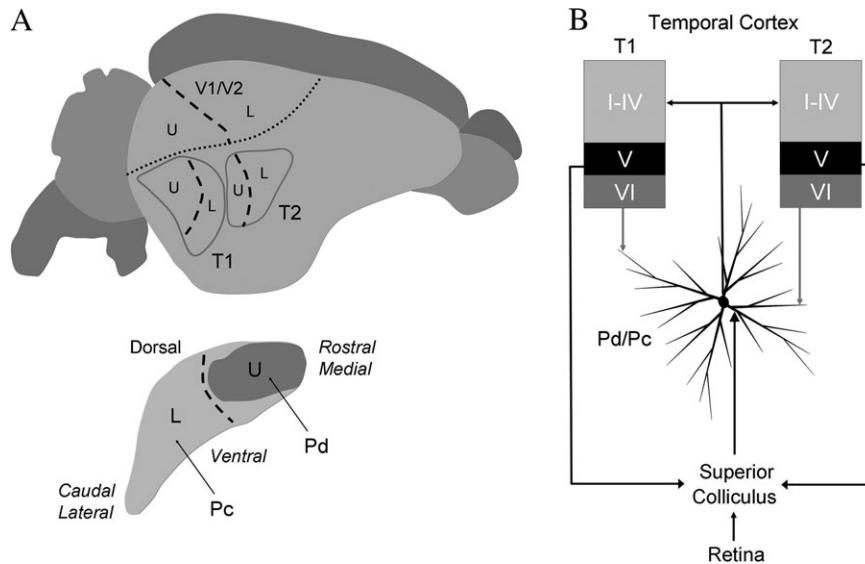 A
V1/V2
L
U
U
L
U
L
T2
T1
Dorsal
Rostral
Medial
U
L
Ventral
Pd
Caudal
Lateral
Pc
B
Temporal Cortex
T1
T2
I-IV
I-IV
V
V
VI
VI
Pd/Pc
Superior
Colliculus
Retina